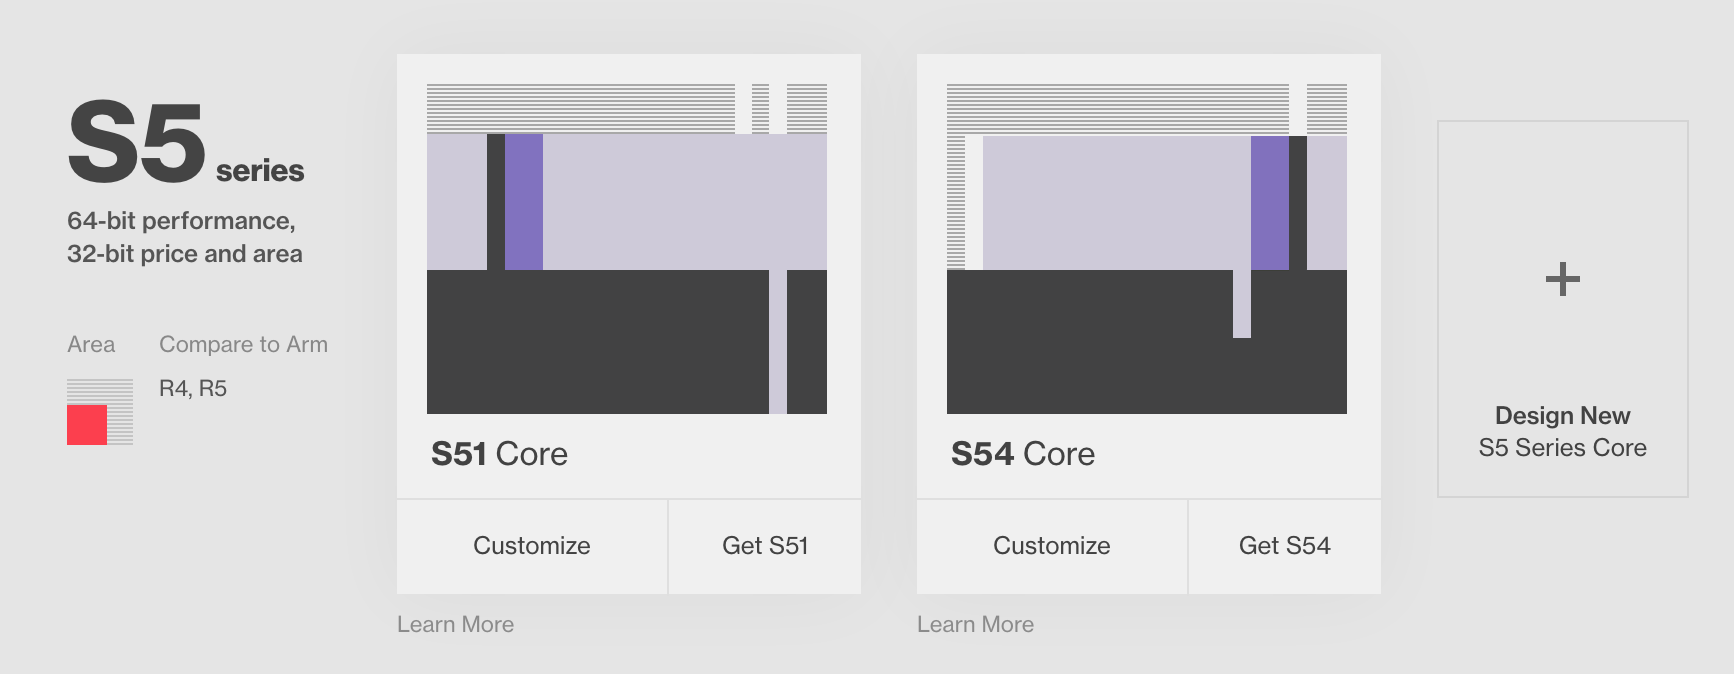 S5 series
64-bit performance,
32-bit price and area
Area
Compare to Arm
R4, R5
S51 Core
Customize
Get S51
Learn More
S54 Core
Customize
Get S54
Learn More
+
Design New
S5 Series Core